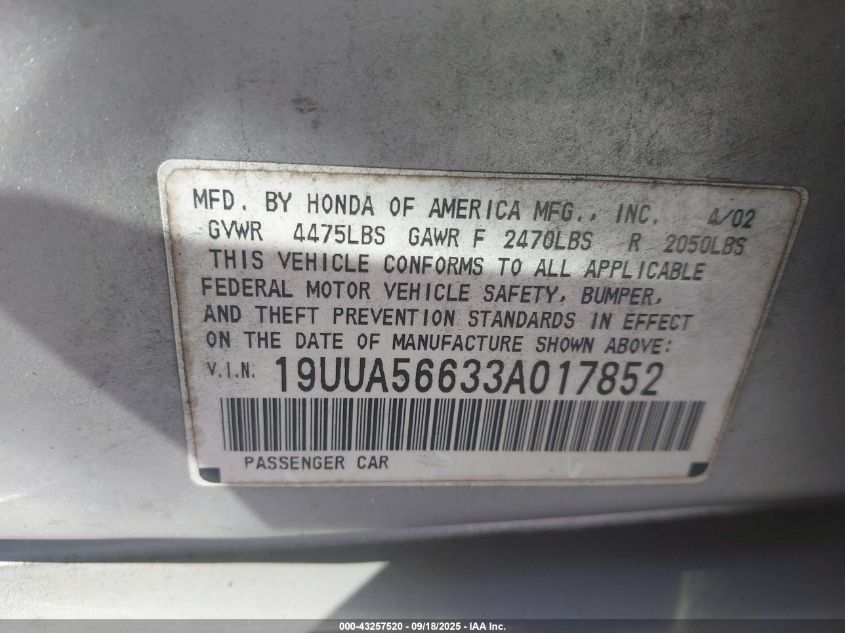 MFD. BY HONDA OF AMERICA MFG., INC. 4/02
GVWR 4475LBS GAWR F 2470LBS R 2050LBS
THIS VEHICLE CONFORMS TO ALL APPLICABLE
FEDERAL MOTOR VEHICLE SAFETY, BUMPER,
AND THEFT PREVENTION STANDARDS IN EFFECT
ON THE DATE OF MANUFACTURE SHOWN ABOVE:
V.I.N. 19UUA56633A017852
PASSENGER CAR
000-43257520 - 09/18/2025 - IAA Inc.